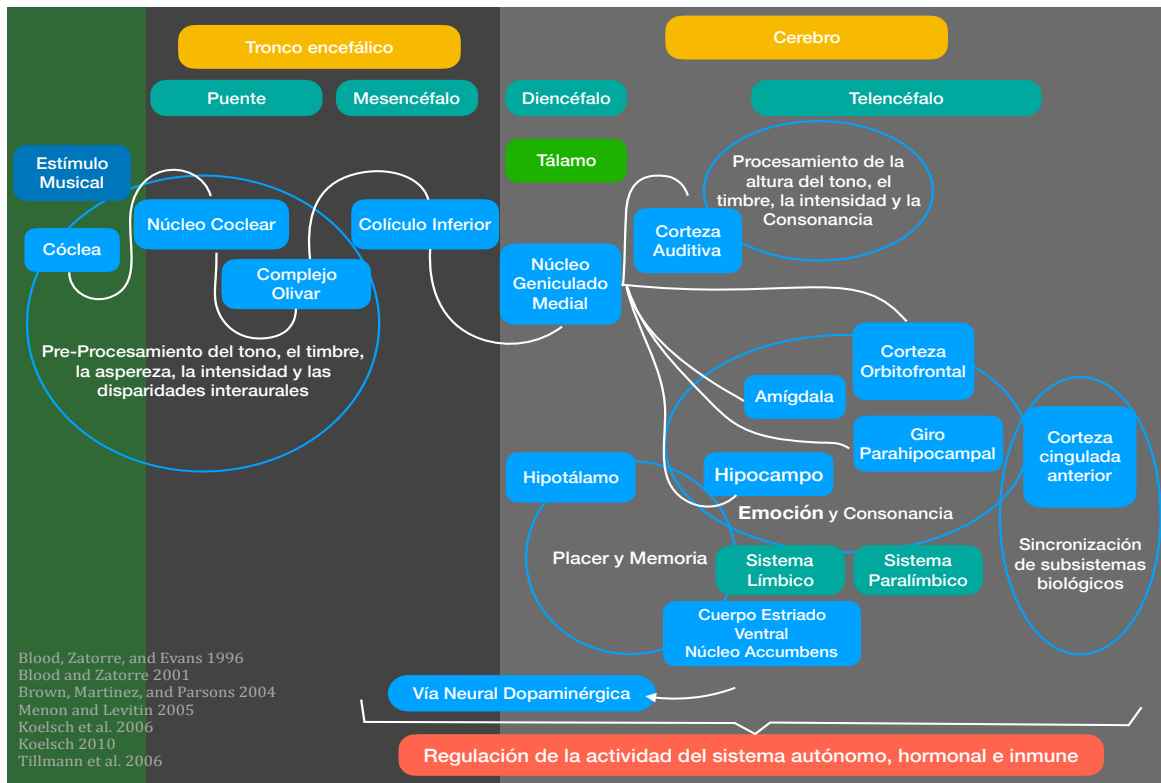 Tronco encefálico
Cerebro
Puente
Mesencéfalo
Diencéfalo
Telencéfalo
Estímulo
Musical
Tálamo
Procesamiento de la
altura del tono, el
timbre, la intensidad y la
Consonancia
Cóclea
Núcleo Coclear
Complejo
Olivar
Colículo Inferior
Núcleo
Geniculado
Medial
Corteza
Auditiva
Pre-Procesamiento del tono, el timbre,
la aspereza, la intensidad y las
disparidades interaurales
Corteza
Orbitofrontal
Amígdala
Giro
Parahipocampal
Corteza
cingulada
anterior
Hipotálamo
Hipocampo
Emoción y Consonancia
Placer y Memoria
Sistema
Límbico
Sistema
Paralímbico
Sincronización
de subsistemas
biológicos
Cuerpo Estriado
Ventral
Núcleo Accumbens
Blood, Zatorre, and Evans 1996
Blood and Zatorre 2001
Brown, Martinez, and Parsons 2004
Menon and Levitin 2005
Koelsch et al. 2006
Koelsch 2010
Tillmann et al. 2006
Vía Neural Dopaminérgica
Regulación de la actividad del sistema autónomo, hormonal e inmune